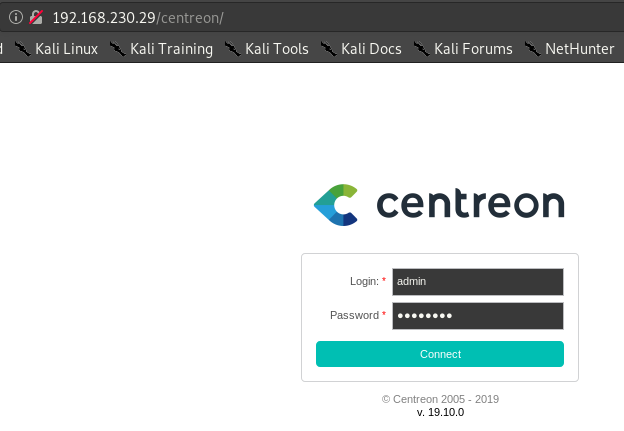 192.168.230.29/centreon/
d Kali Linux Kali Training Kali Tools Kali Docs Kali Forums NetHunter
centreon
Login: * admin
Password * ●●●●●●●●
Connect
© Centreon 2005 - 2019
v. 19.10.0